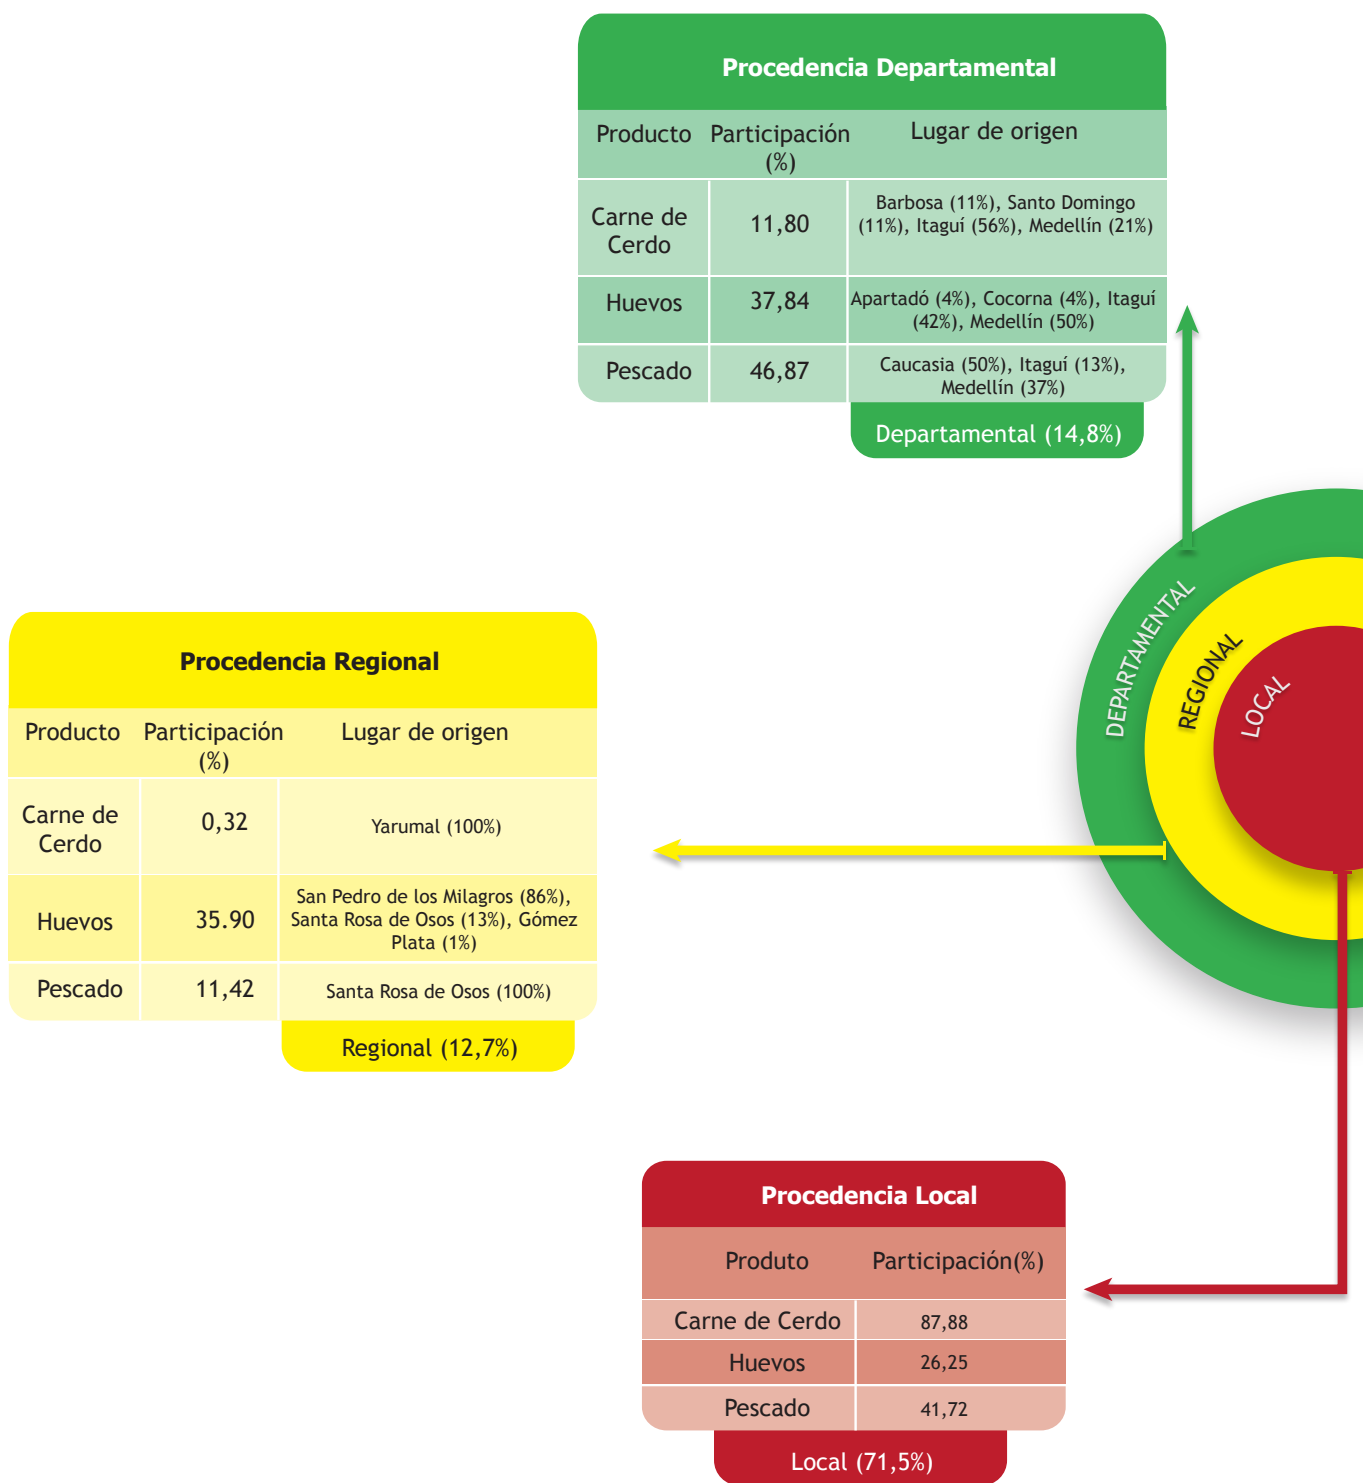 Procedencia Departamental
Producto Participación (%) Lugar de origen
Carne de Cerdo 11,80 Barbosa (11%), Santo Domingo (11%), Itaguí (56%), Medellín (21%)
Huevos 37,84 Apartadó (4%), Cocorna (4%), Itaguí (42%), Medellín (50%)
Pescado 46,87 Caucasia (50%), Itaguí (13%), Medellín (37%)
Departamental (14,8%)
DEPARTAMENTAL
REGIONAL
LOCAL
Procedencia Regional
Producto Participación (%) Lugar de origen
Carne de Cerdo 0,32 Yarumal (100%)
Huevos 35.90 San Pedro de los Milagros (86%), Santa Rosa de Osos (13%), Gómez Plata (1%)
Pescado 11,42 Santa Rosa de Osos (100%)
Regional (12,7%)
Procedencia Local
Produto Participación(%)
Carne de Cerdo 87,88
Huevos 26,25
Pescado 41,72
Local (71,5%)